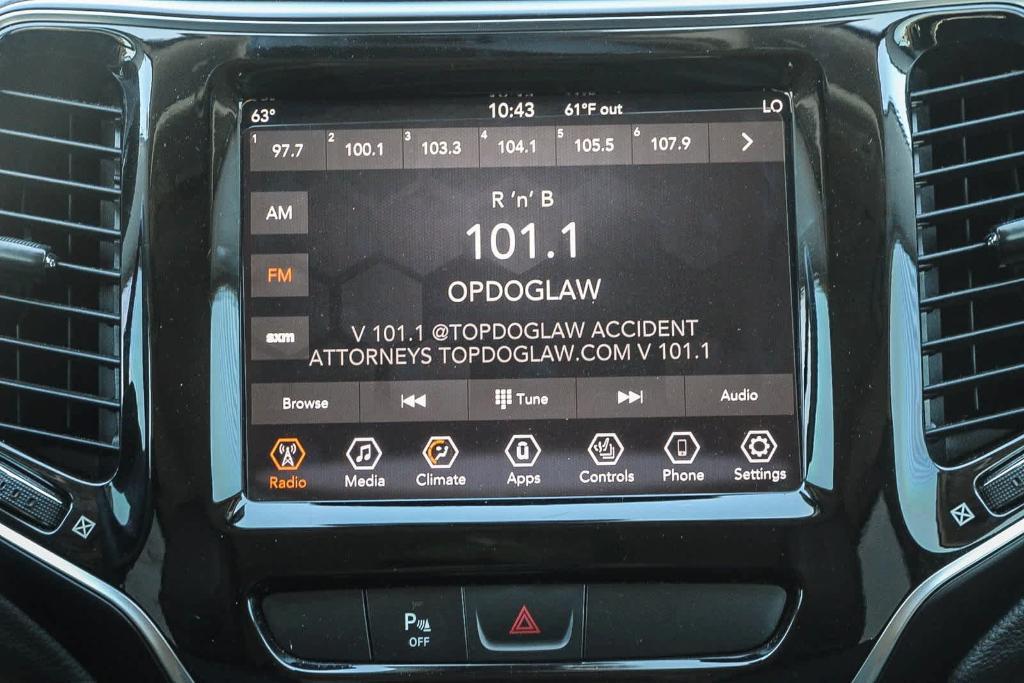 63° 10:43 61°F out LO
1 97.7 2 100.1 3 103.3 4 104.1 5 105.5 6 107.9
R 'n' B
AM
101.1
FM
OPDOGLAW
sxm
V 101.1 @TOPDOGLAW ACCIDENT
ATTORNEYS TOPDOGLAW.COM V 101.1
Browse Tune Audio
Radio Media Climate Apps Controls Phone Settings
P
OFF